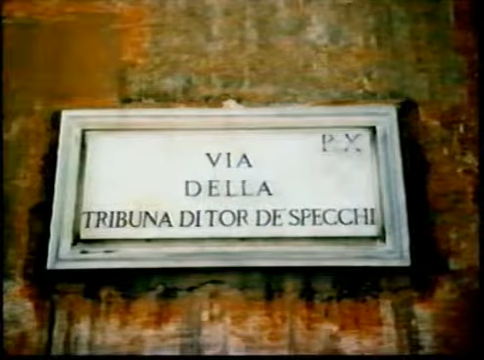 P X
VIA
DELLA
TRIBUNA DI TOR DE' SPECCHI